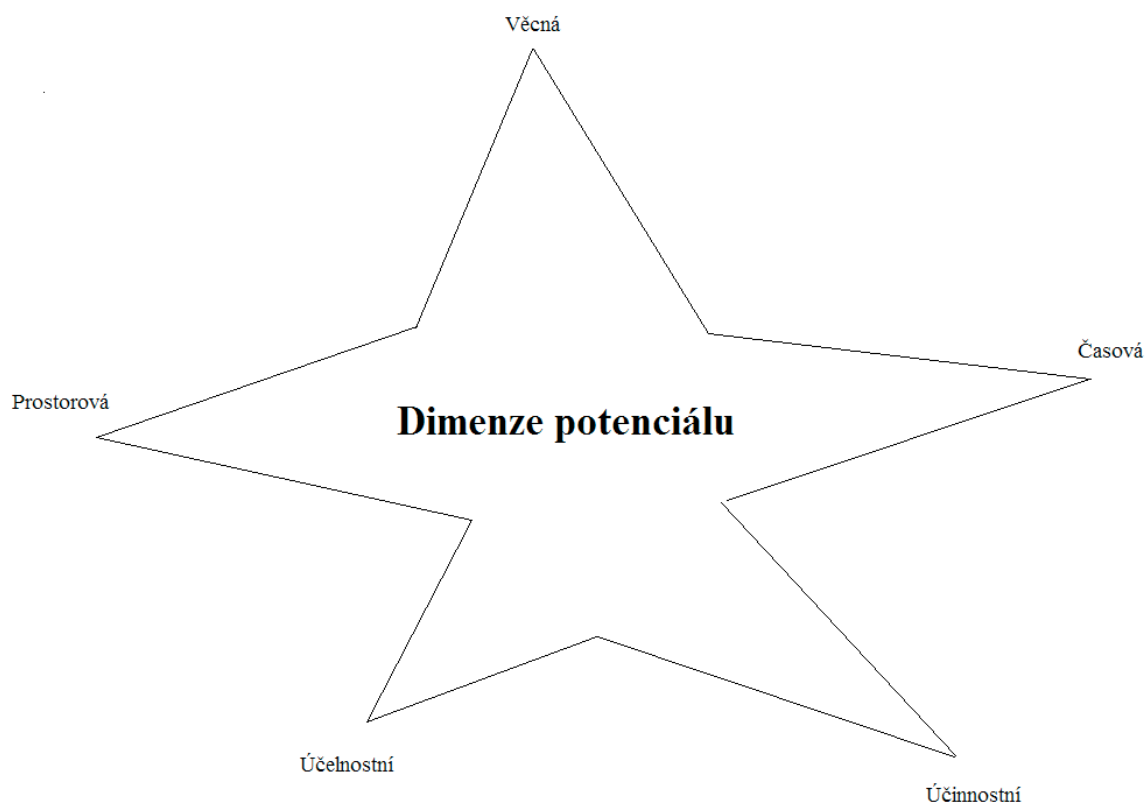 Věcná
Časová
Prostorová
Dimenze potenciálu
Účelnostní
Účinnostní